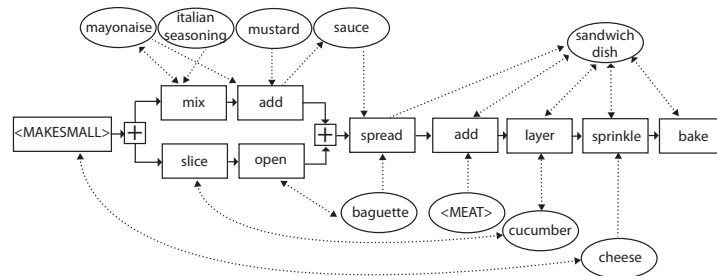 mayonaise
italian
seasoning
mustard
sauce
sandwich
dish
mix
add
<MAKESMALL>
+
+
spread
add
layer
sprinkle
bake
slice
open
baguette
<MEAT>
cucumber
cheese